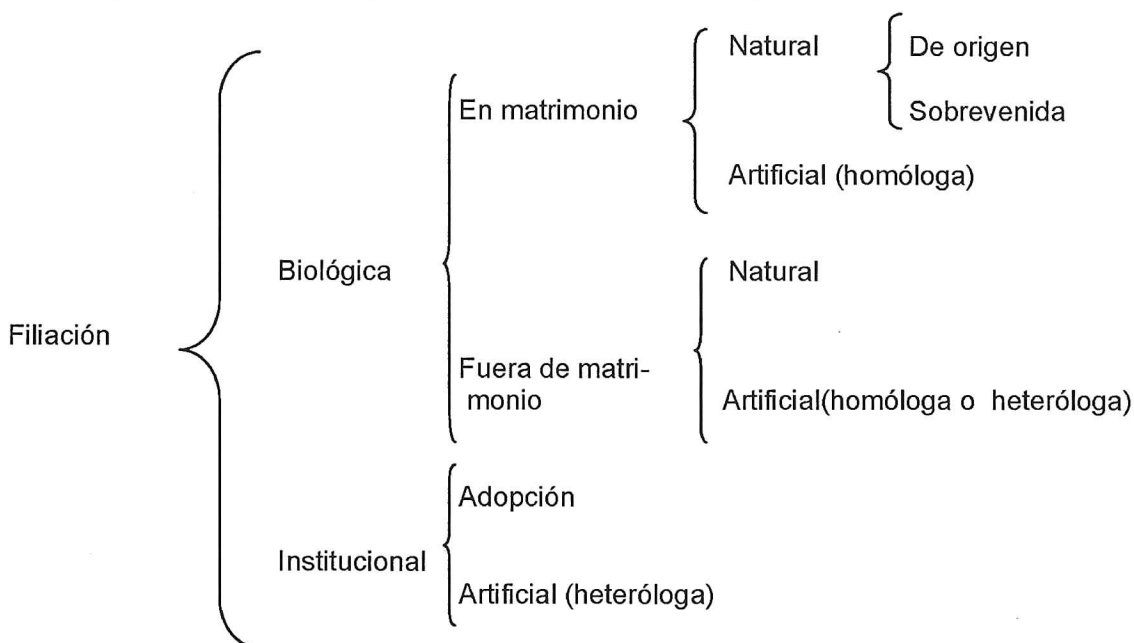 Natural
De origen
En matrimonio
Sobrevenida
Artificial (homóloga)
Biológica
Natural
Filiación
Fuera de matri-
monio
Artificial(homóloga o heteróloga)
Adopción
Institucional
Artificial (heteróloga)